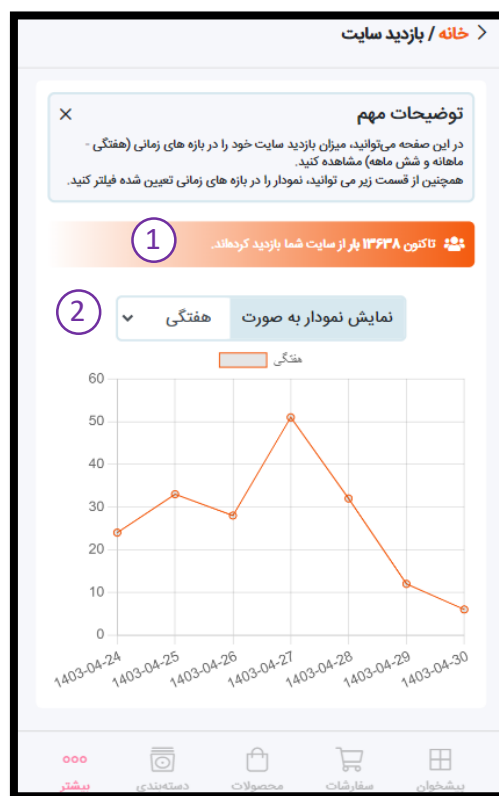 خانه / بازدید سایت
توضیحات مهم
در این صفحه می‌توانید، میزان بازدید سایت خود را در بازه های زمانی (هفتگی -
ماهانه و شش ماهه) مشاهده کنید.
همچنین از قسمت زیر می توانید، نمودار را در بازه های زمانی تعیین شده فیلتر کنید.
تاکنون ۱۳۶۳۸ بار از سایت شما بازدید کرده‌اند.
1
2
نمایش نمودار به صورت هفتگی
هفتگی
60
50
40
30
20
10
0
1403-04-24
1403-04-25
1403-04-26
1403-04-27
1403-04-28
1403-04-29
1403-04-30
پیشخوان سفارشات محصولات دسته‌بندی بیشتر